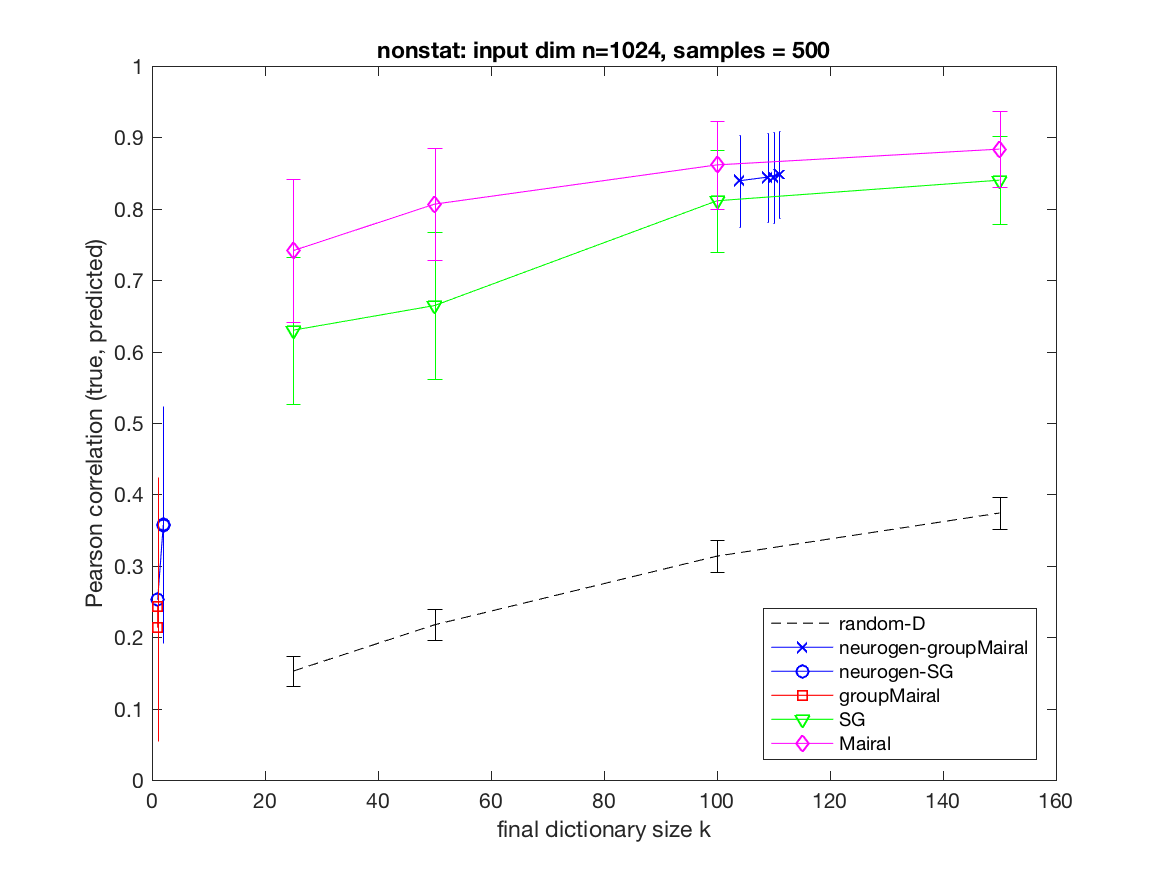 nonstat: input dim n=1024, samples = 500
1
0.9
0.8
0.7
0.6
0.5
0.4
0.3
0.2
0.1
0
Pearson correlation (true, predicted)
random-D
neurogen-groupMairal
neurogen-SG
groupMairal
SG
Mairal
0 20 40 60 80 100 120 140 160
final dictionary size k